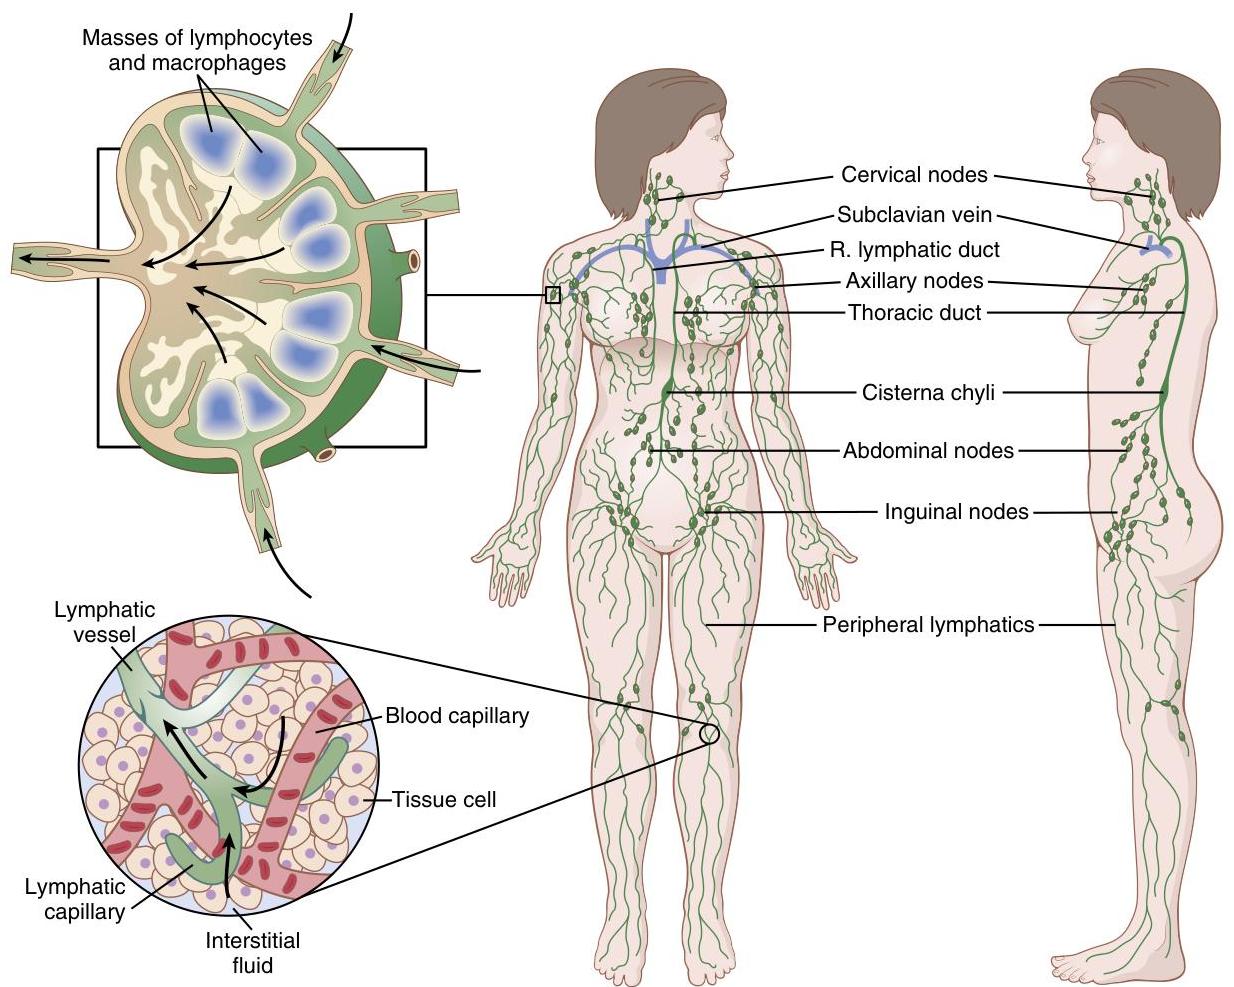 Masses of lymphocytes
and macrophages
Cervical nodes
Subclavian vein
R. lymphatic duct
Axillary nodes
Thoracic duct
Cisterna chyli
Abdominal nodes
Inguinal nodes
Peripheral lymphatics
Lymphatic
vessel
Blood capillary
Tissue cell
Lymphatic
capillary
Interstitial
fluid